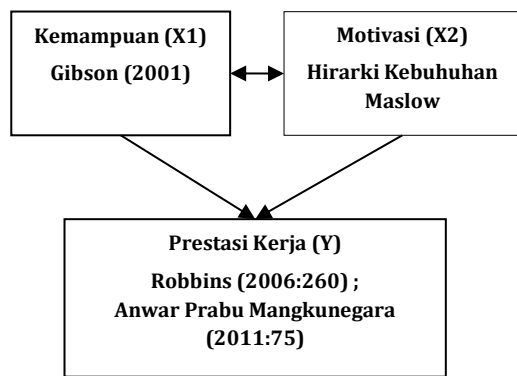 Kemampuan (X1)
Gibson (2001)
Motivasi (X2)
Hirarki Kebuhuhan
Maslow
Prestasi Kerja (Y)
Robbins (2006:260) ;
Anwar Prabu Mangkunegara
(2011:75)